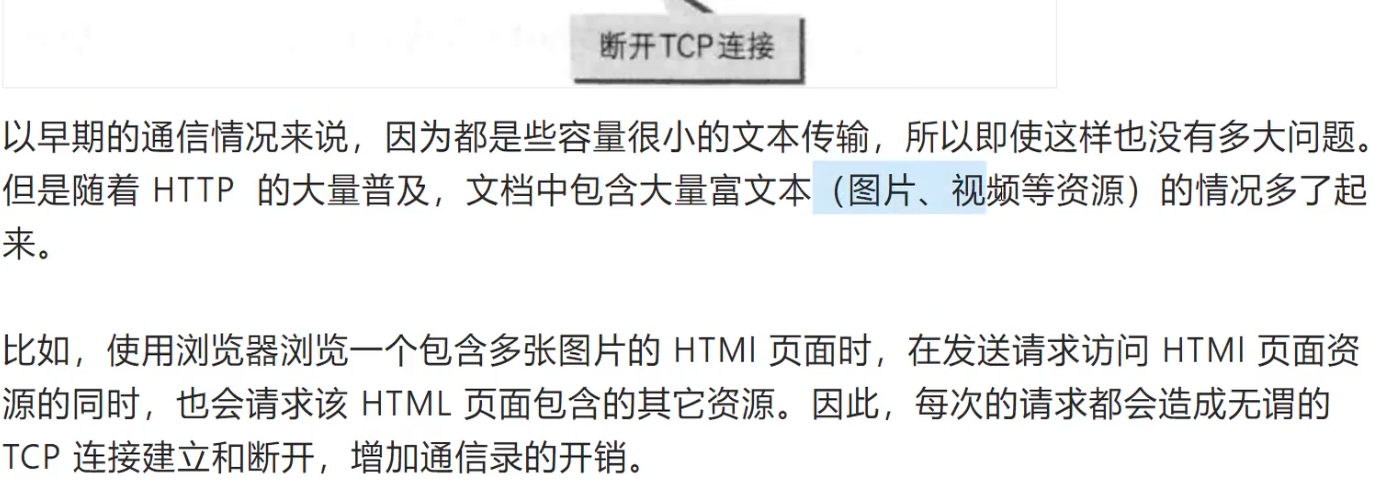 断开TCP连接
以早期的通信情况来说，因为都是些容量很小的文本传输，所以即使这样也没有多大问题。
但是随着 HTTP 的大量普及，文档中包含大量富文本（图片、视频等资源）的情况多了起
来。
比如，使用浏览器浏览一个包含多张图片的 HTMl 页面时，在发送请求访问 HTMl 页面资
源的同时，也会请求该 HTML 页面包含的其它资源。因此，每次的请求都会造成无谓的
TCP 连接建立和断开，增加通信录的开销。